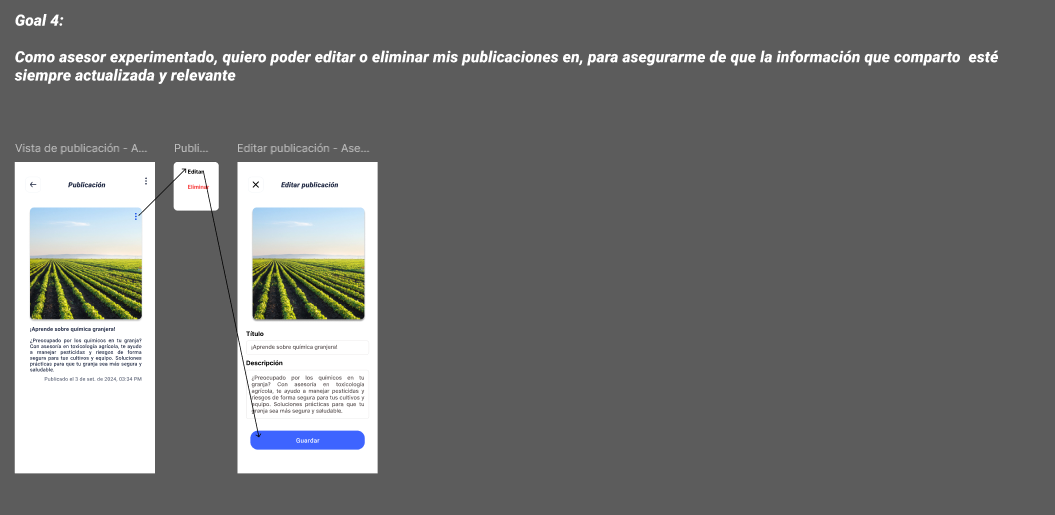 Goal 4:
Como asesor experimentado, quiero poder editar o eliminar mis publicaciones en, para asegurarme de que la información que comparto  esté
siempre actualizada y relevante
Vista de publicación - A...
Publi...
Editar publicación - Ase...
Publicación
¡Aprende sobre química granjera!
¿Preocupado por los químicos en tu granja?
Con asesoría en toxicología agrícola, te ayudo
a manejar pesticidas y riesgos de forma
segura para tus cultivos y equipo. Soluciones
prácticas para que tu granja sea más segura y
saludable.
Publicado el 3 de set. de 2024, 03:34 PM
Editar
Eliminar
Editar publicación
Título
¡Aprende sobre química granjera!
Descripción
¿Preocupado por los químicos en tu
granja? Con asesoría en toxicología
agrícola, te ayudo a manejar pesticidas y
riesgos de forma segura para tus cultivos y
equipo. Soluciones prácticas para que tu
granja sea más segura y saludable.
Guardar